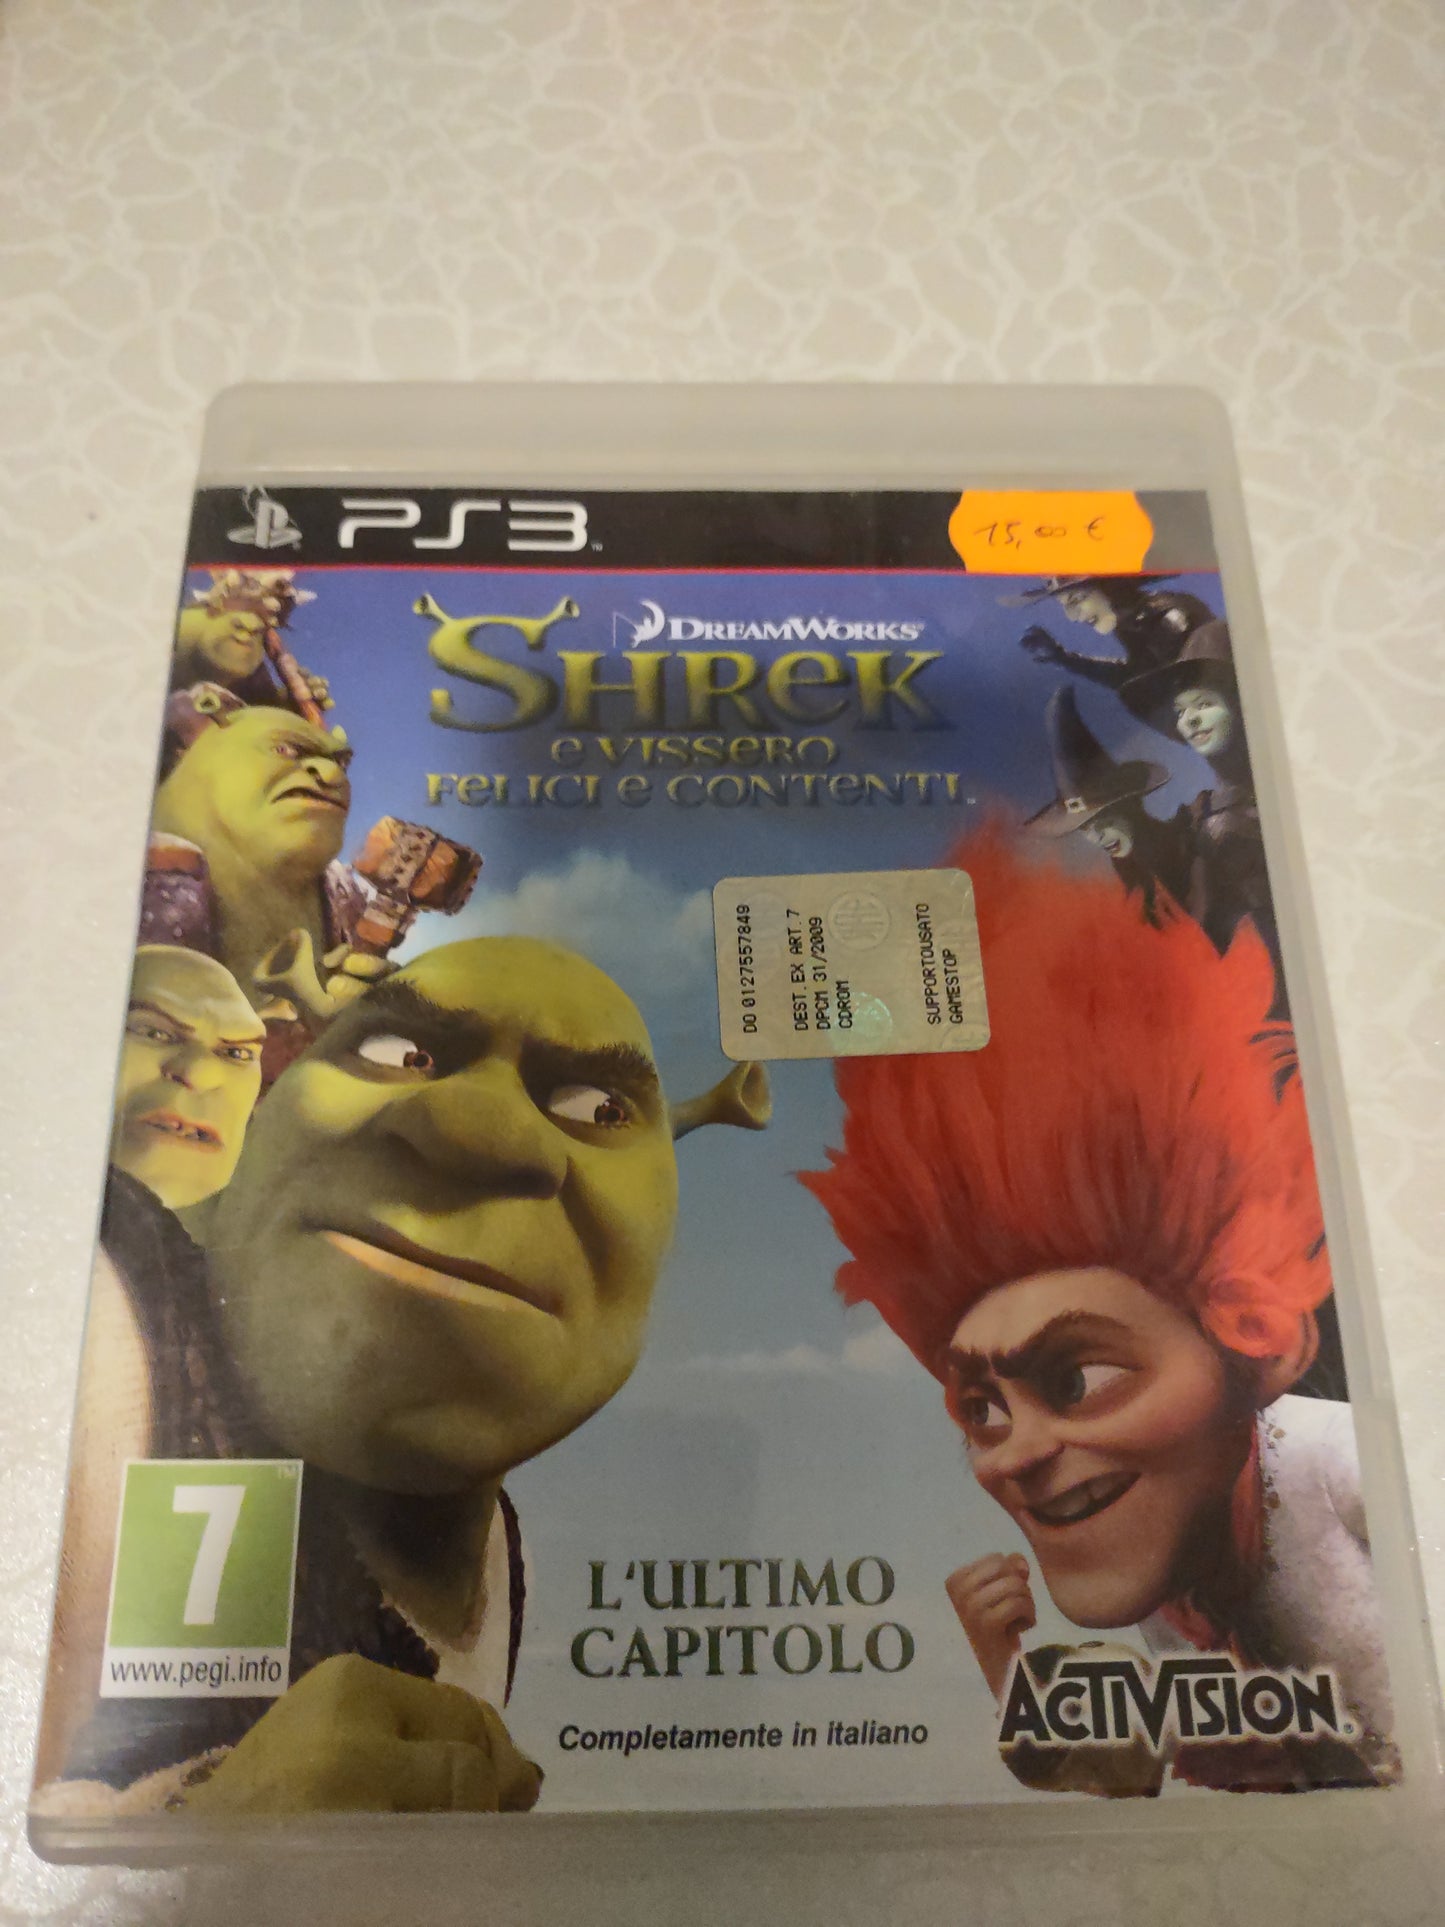 PS3
15,00 €
DREAMWORKS
SHREK
E VISSERO
FELICI E CONTENTI
DO 0127557849
DEST.EX ART.7
DPCM 31/2009
CDROM
SUPPORTOUSATO
GAMESTOP
7
www.pegi.info
L'ULTIMO
CAPITOLO
Completamente in italiano
ACTIVISION